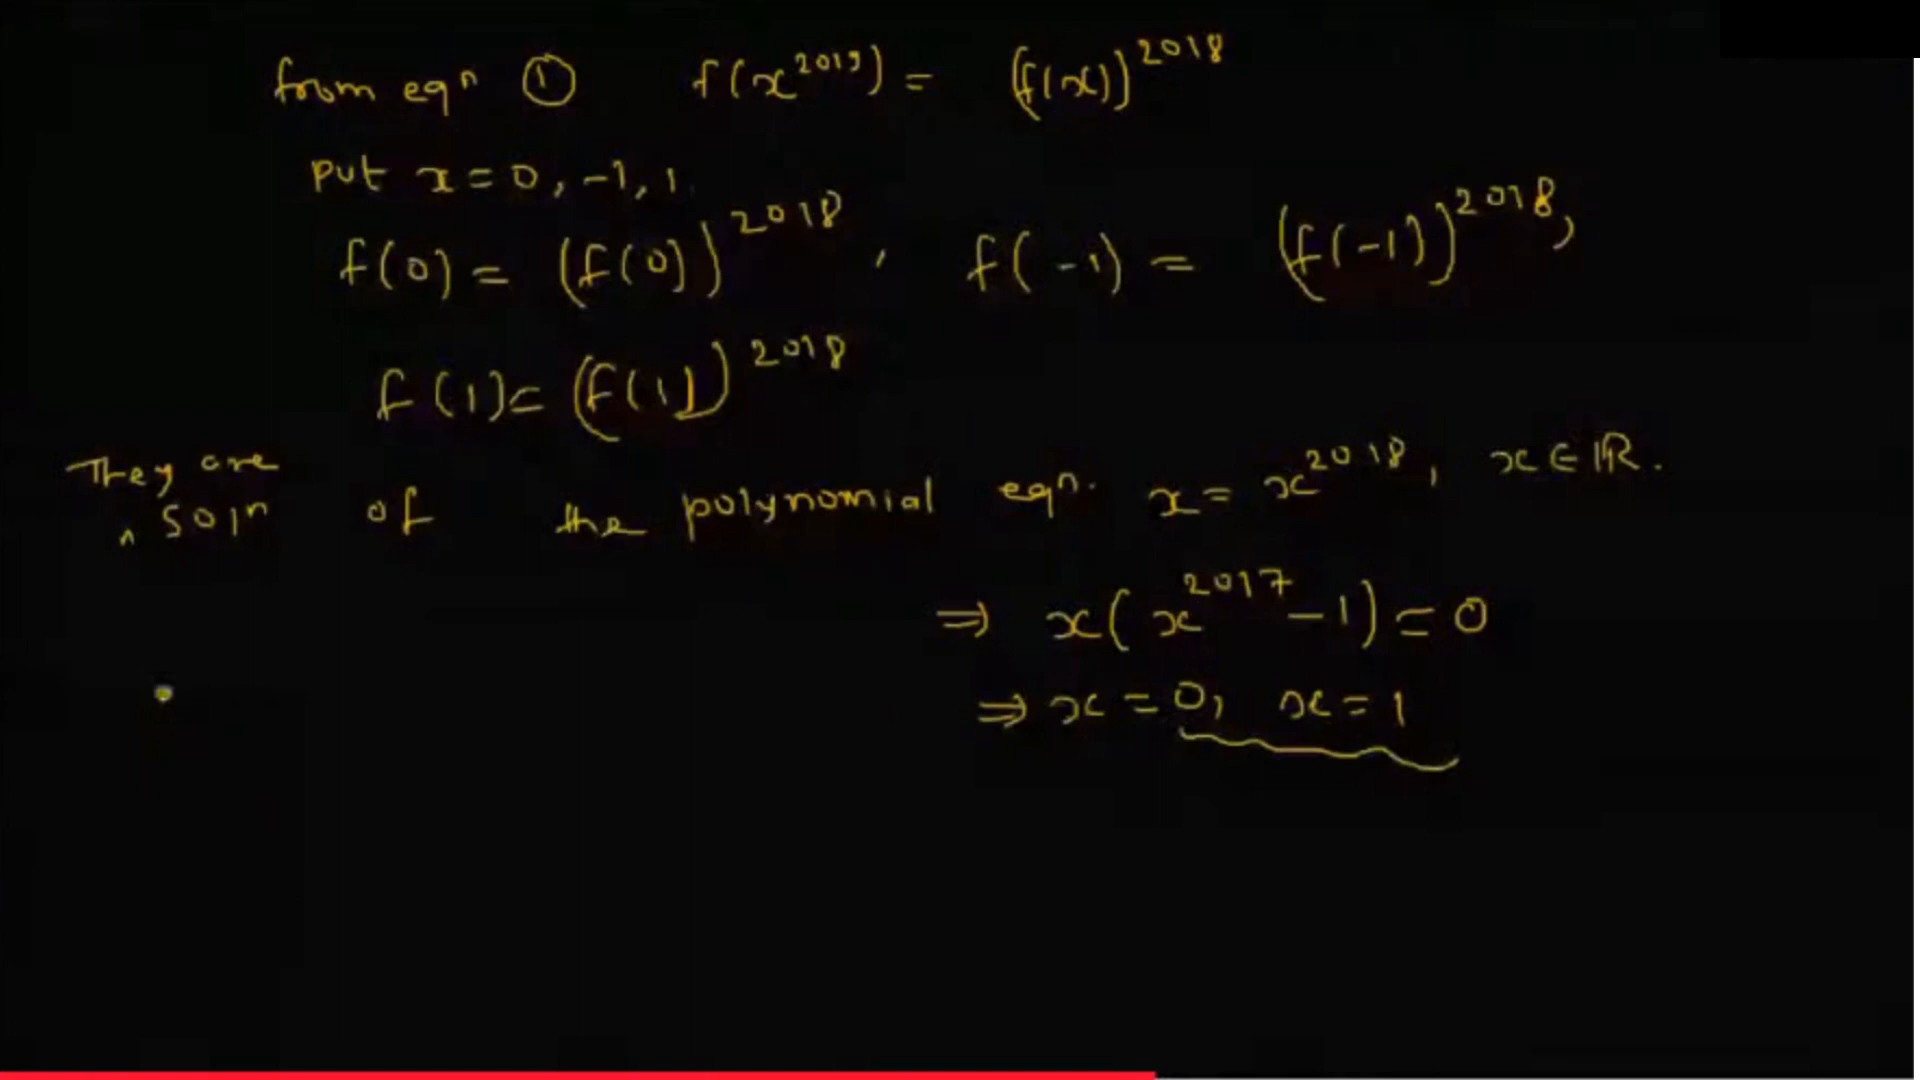 from eqⁿ ① f(x²⁰¹⁹) = (f(x))²⁰¹⁸
put x = 0, -1, 1.
f(0) = (f(0))²⁰¹⁸, f(-1) = (f(-1))²⁰¹⁸,
f(1) = (f(1))²⁰¹⁸
They are
^ solⁿ of the polynomial eqⁿ. x = x²⁰¹⁸, x ∈ ℝ.
⇒ x(x²⁰¹⁷ - 1) = 0
⇒ x = 0, x = 1